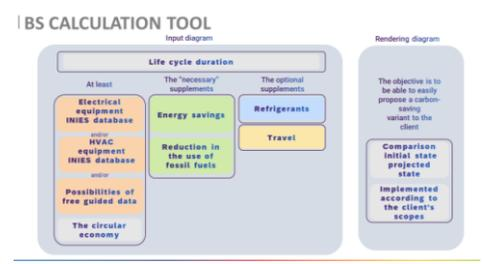 BS CALCULATION TOOL
Input diagram
Rendering diagram
Life cycle duration
At least
The "necessary"
supplements
The optional
supplements
Electrical
equipment
INIES database
and/or
HVAC
equipment
INIES database
and/or
Possibilities of
free guided data
The circular
economy
Energy savings
Reduction in
the use of
fossil fuels
Refrigerants
Travel
The objective is to
be able to easily
propose a carbon-
saving
variant to the
client
Comparison
initial state
projected
state
Implemented
according to
the client's
scopes